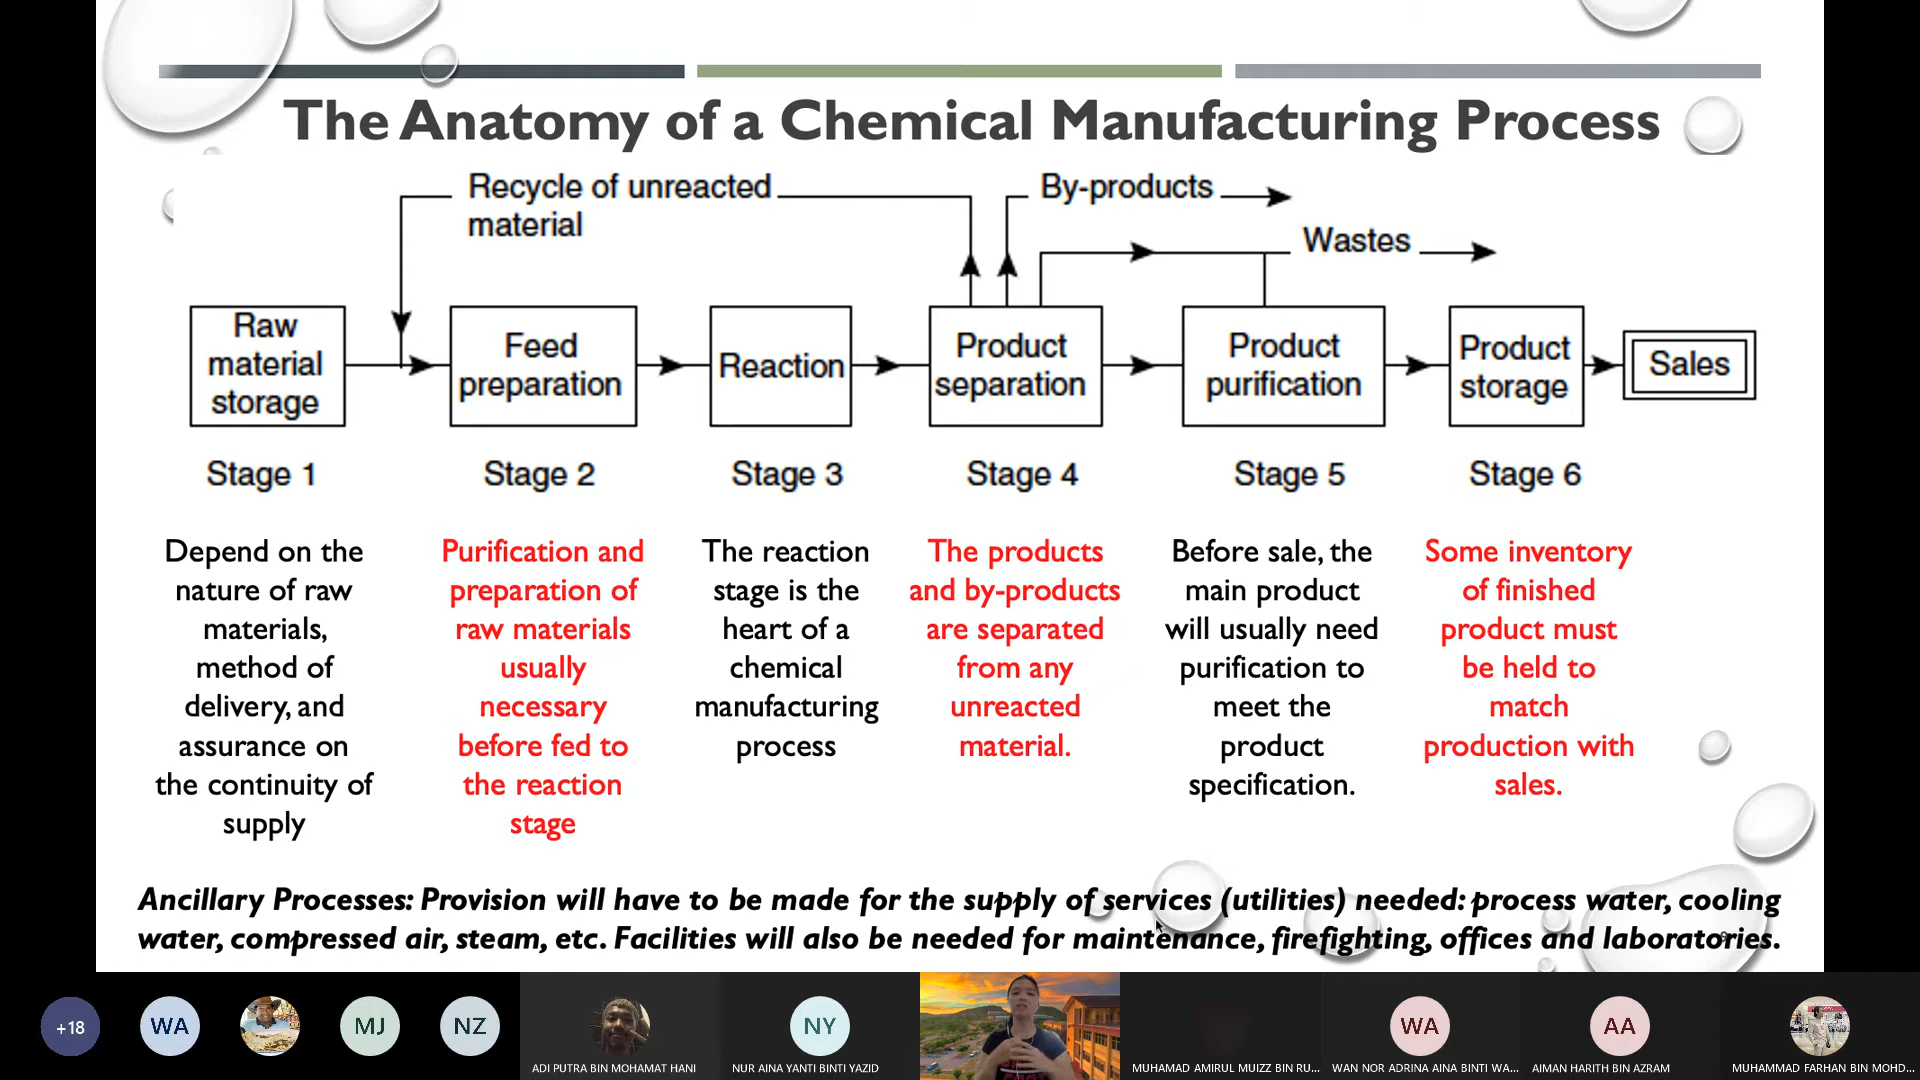 The Anatomy of a Chemical Manufacturing Process
Recycle of unreacted
material
By-products
Wastes
Raw
material
storage
Feed
preparation
Reaction
Product
separation
Product
purification
Product
storage
Sales
Stage 1
Stage 2
Stage 3
Stage 4
Stage 5
Stage 6
Depend on the
nature of raw
materials,
method of
delivery, and
assurance on
the continuity of
supply
Purification and
preparation of
raw materials
usually
necessary
before fed to
the reaction
stage
The reaction
stage is the
heart of a
chemical
manufacturing
process
The products
and by-products
are separated
from any
unreacted
material.
Before sale, the
main product
will usually need
purification to
meet the
product
specification.
Some inventory
of finished
product must
be held to
match
production with
sales.
Ancillary Processes: Provision will have to be made for the supply of services (utilities) needed: process water, cooling
water, compressed air, steam, etc. Facilities will also be needed for maintenance, firefighting, offices and laboratories.
+18
WA
MJ
NZ
ADI PUTRA BIN MOHAMAT HANI
NY
NUR AINA YANTI BINTI YAZID
MUHAMAD AMIRUL MUIZZ BIN RU...
WA
WAN NOR ADRINA AINA BINTI WA...
AA
AIMAN HARITH BIN AZRAM
MUHAMMAD FARHAN BIN MOHD...